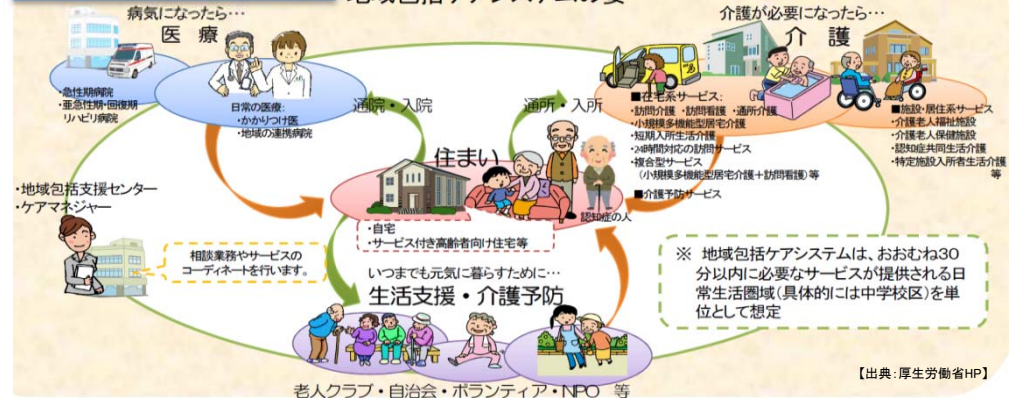 地域包括ケアシステムの姿
病気になったら…
医 療
・急性期病院
・亜急性期・回復期
リハビリ病院
日常の医療:
・かかりつけ医
・地域の連携病院
通院・入院
通所・入所
介護が必要になったら…
介 護
■在宅系サービス:
・訪問介護 ・訪問看護 ・通所介護
・小規模多機能型居宅介護
・短期入所生活介護
・24時間対応の訪問サービス
・複合型サービス
(小規模多機能型居宅介護+訪問看護)等
■介護予防サービス
■施設・居住系サービス
・介護老人福祉施設
・介護老人保健施設
・認知症共同生活介護
・特定施設入所者生活介護
等
住まい
認知症の人
・自宅
・サービス付き高齢者向け住宅等
・地域包括支援センター
・ケアマネジャー
相談業務やサービスの
コーディネートを行います。
いつまでも元気に暮らすために…
生活支援・介護予防
老人クラブ・自治会・ボランティア・NPO 等
※ 地域包括ケアシステムは、おおむね30
分以内に必要なサービスが提供される日
常生活圏域(具体的には中学校区)を単
位として想定
【出典:厚生労働省HP】